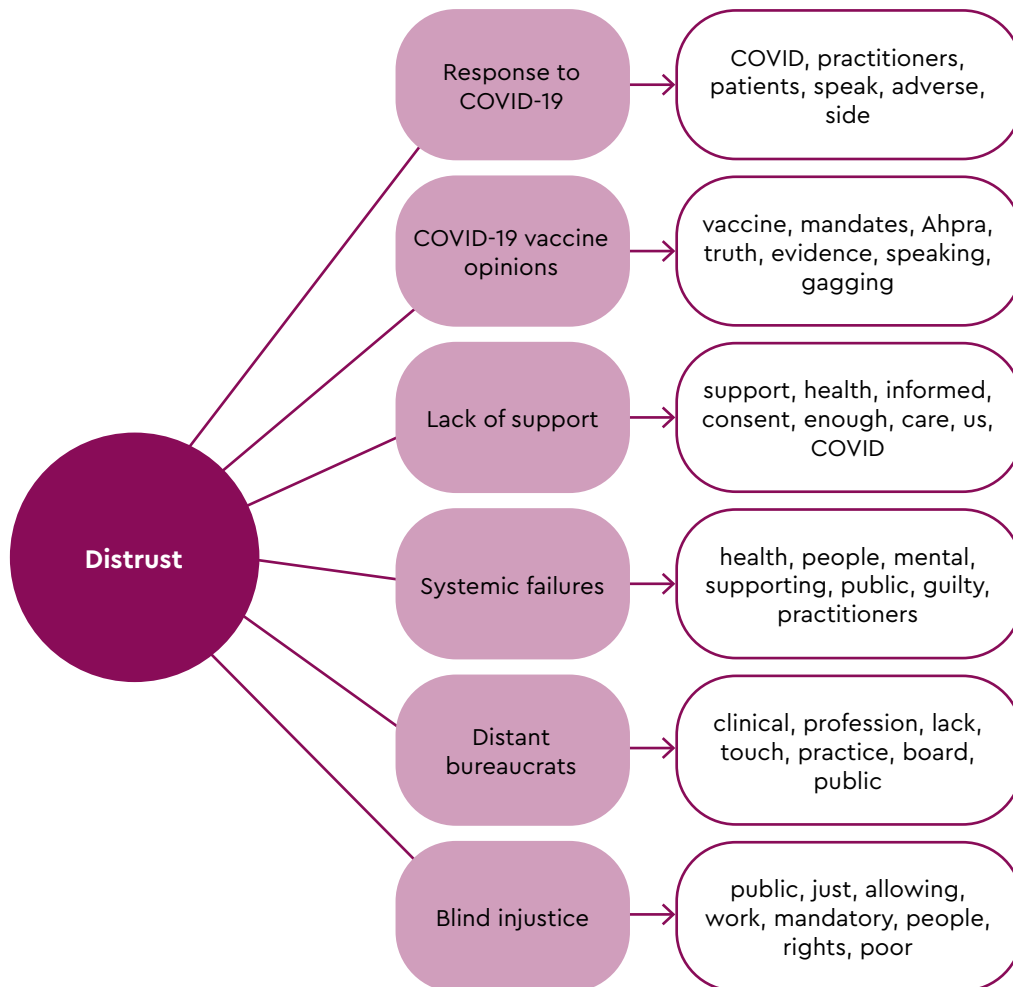 Distrust
Response to
COVID-19
COVID, practitioners,
patients, speak, adverse,
side
COVID-19 vaccine
opinions
vaccine, mandates, Ahpra,
truth, evidence, speaking,
gagging
Lack of support
support, health, informed,
consent, enough, care, us,
COVID
Systemic failures
health, people, mental,
supporting, public, guilty,
practitioners
Distant
bureaucrats
clinical, profession, lack,
touch, practice, board,
public
Blind injustice
public, just, allowing,
work, mandatory, people,
rights, poor